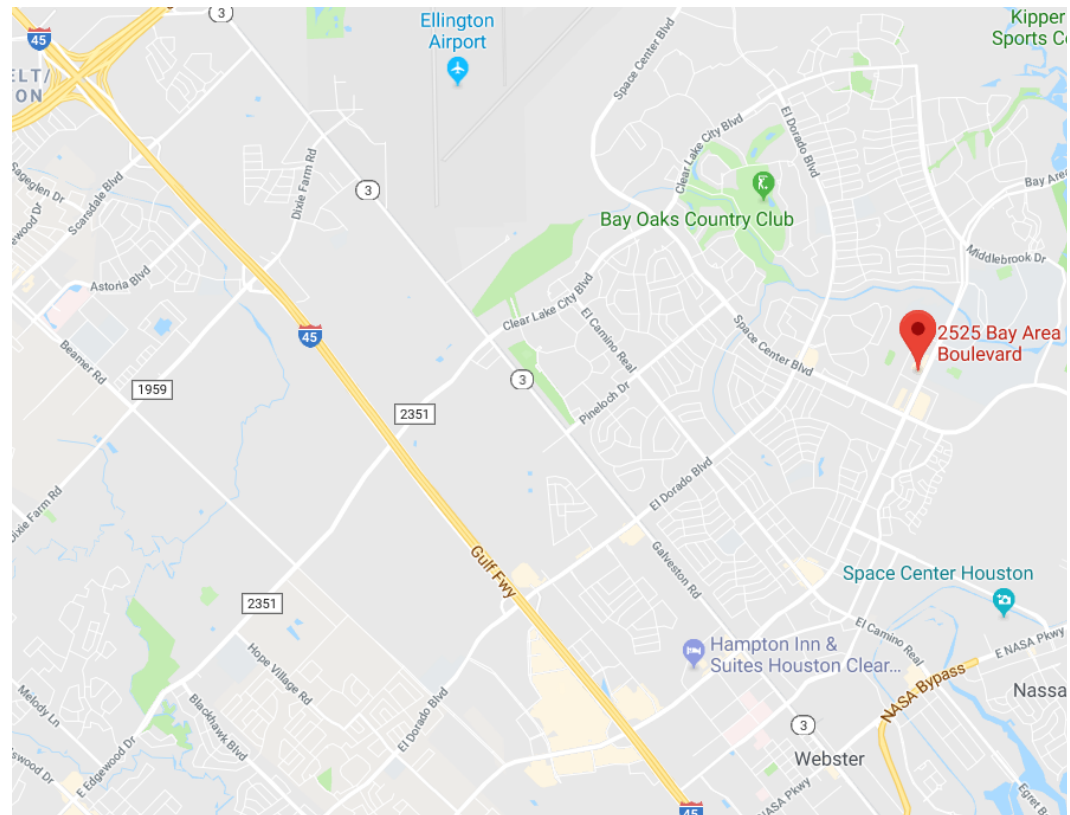 3
Kipper
Sports Co
Ellington
Airport
45
ELT/
ON
Space Center Blvd
El Dorado Blvd
Clear Lake City Blvd
Sageglen Dr
Scarsdale Blvd
Dixie Farm Rd
3
Bay Area
Bay Oaks Country Club
ewood Dr
Middlebrook Dr
Astoria Blvd
Clear Lake City Blvd
El Camino Real
45
Space Center Blvd
2525 Bay Area
Boulevard
Beamer Rd
1959
3
Pineloch Dr
2351
El Dorado Blvd
Dixie Farm Rd
Gulf Fwy
Galveston Rd
Space Center Houston
2351
El Camino Real
Hampton Inn &
Suites Houston Clear...
E NASA Pkwy
Hope Village Rd
NASA Bypass
Nassa
Melody Ln
Blackhawk Blvd
El Dorado Blvd
3
E Edgewood Dr
Webster
fswood Dr
NASA Pkwy
45
Egret B